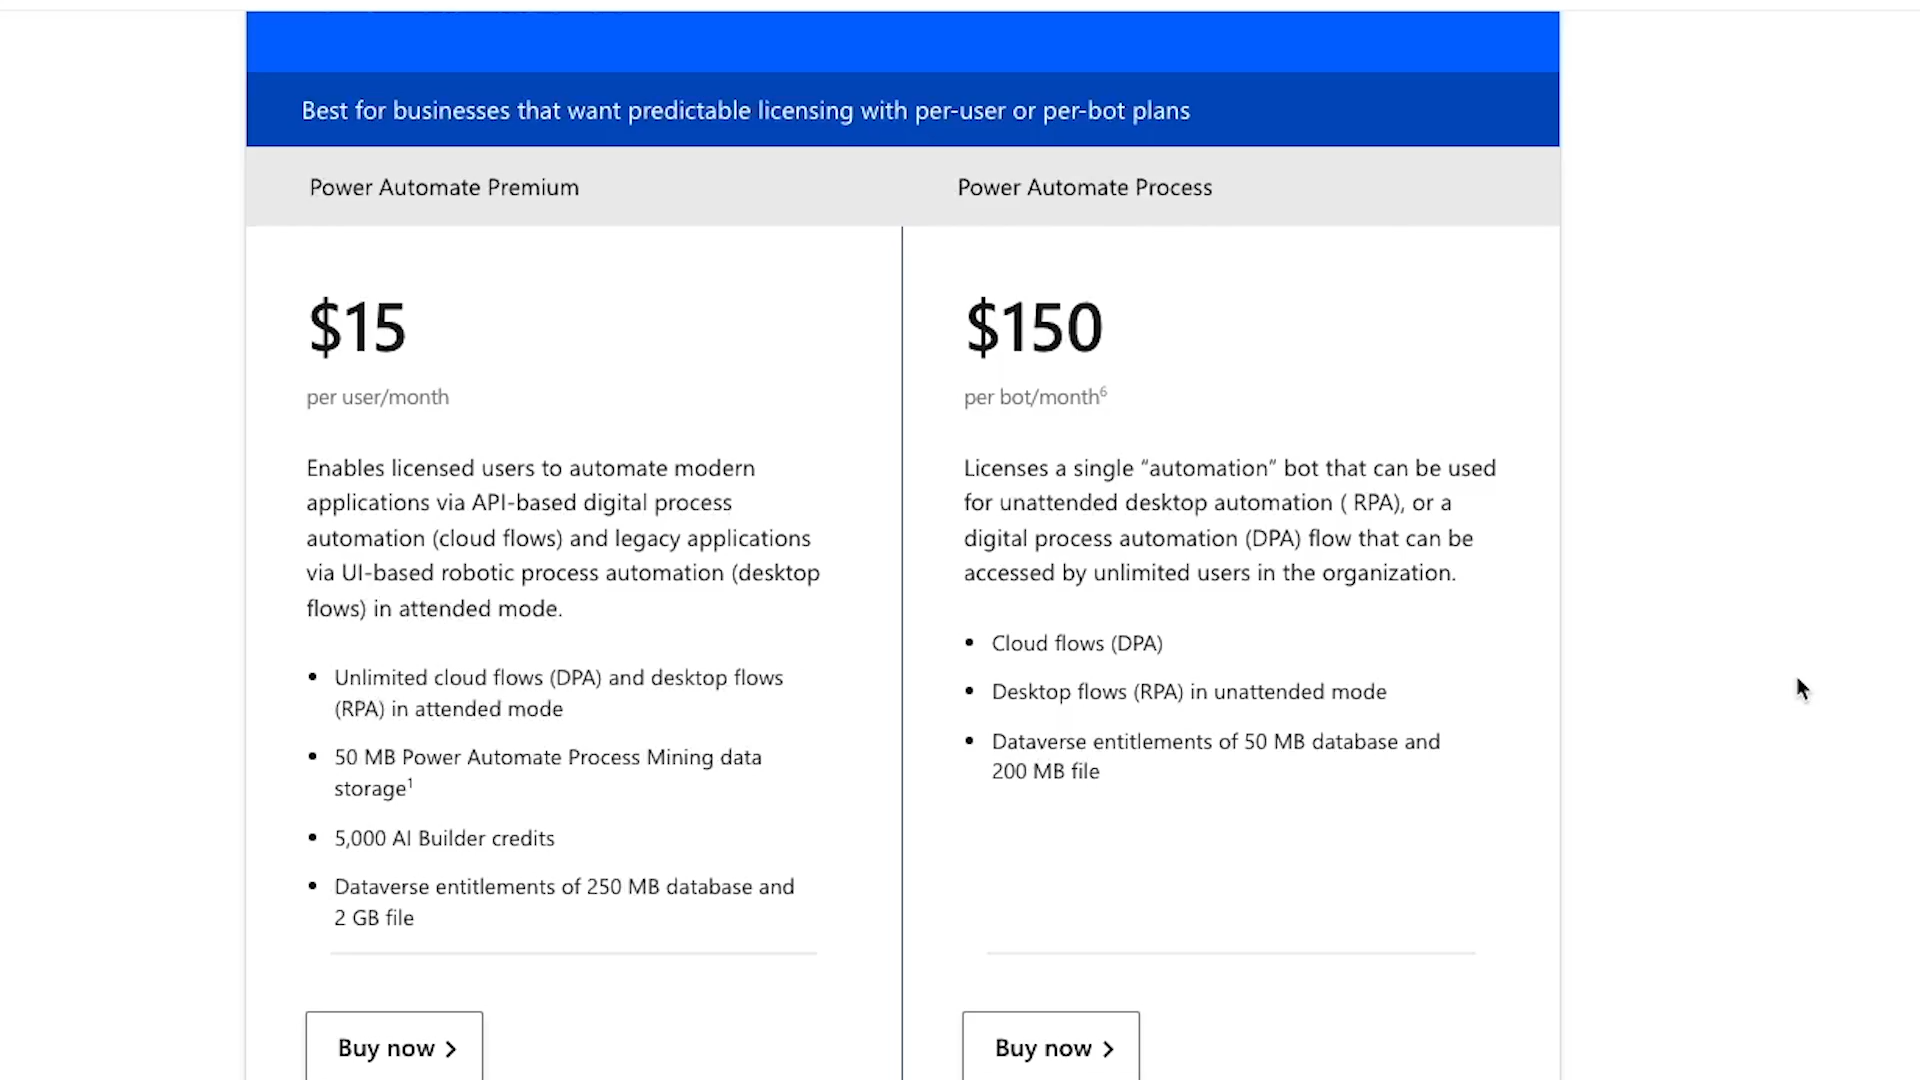 Best for businesses that want predictable licensing with per-user or per-bot plans
Power Automate Premium
Power Automate Process
$15
per user/month
Enables licensed users to automate modern
applications via API-based digital process
automation (cloud flows) and legacy applications
via UI-based robotic process automation (desktop
flows) in attended mode.
• Unlimited cloud flows (DPA) and desktop flows
(RPA) in attended mode
• 50 MB Power Automate Process Mining data
storage¹
• 5,000 AI Builder credits
• Dataverse entitlements of 250 MB database and
2 GB file
Buy now >
$150
per bot/month⁶
Licenses a single “automation” bot that can be used
for unattended desktop automation ( RPA), or a
digital process automation (DPA) flow that can be
accessed by unlimited users in the organization.
• Cloud flows (DPA)
• Desktop flows (RPA) in unattended mode
• Dataverse entitlements of 50 MB database and
200 MB file
Buy now >